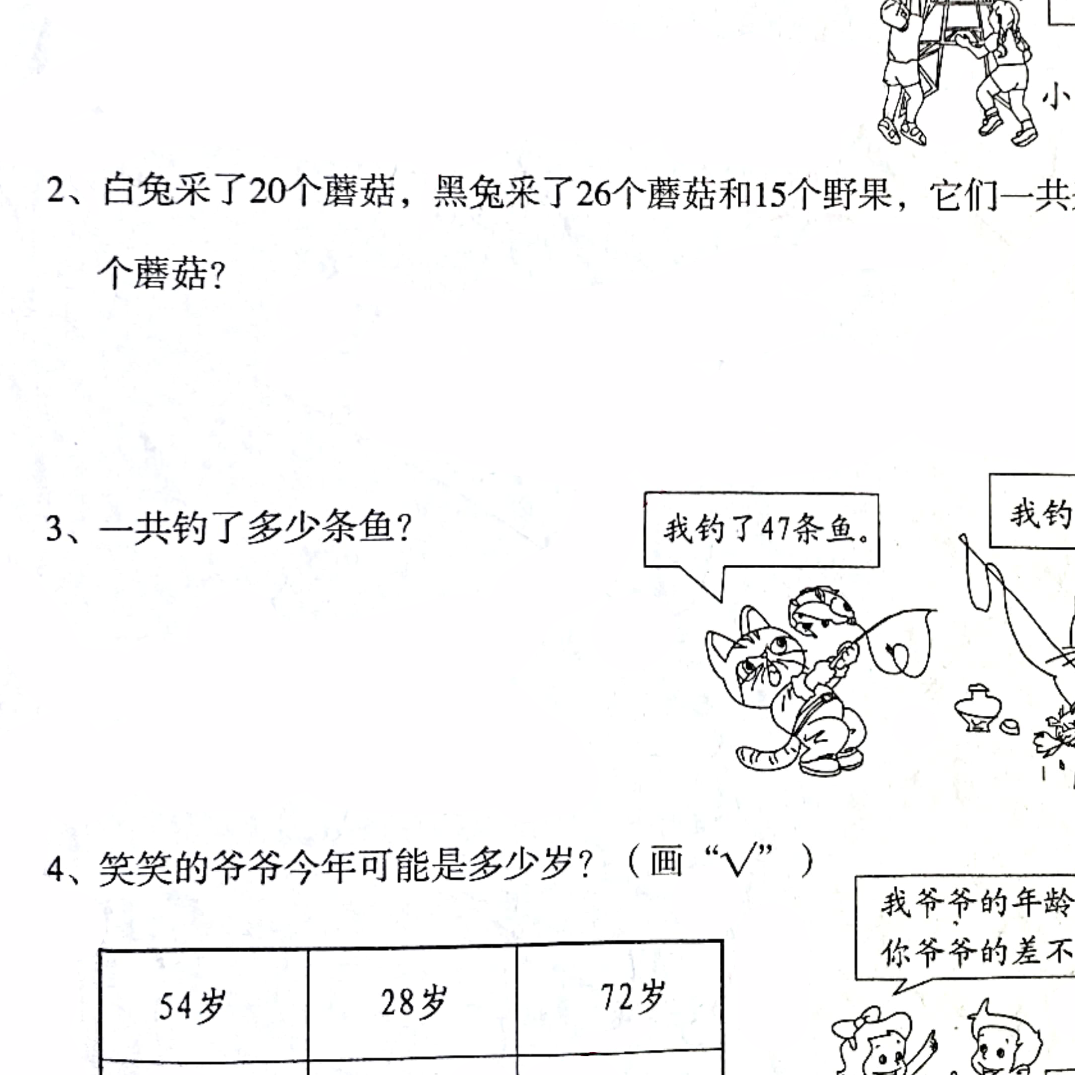 小
2、白兔采了20个蘑菇，黑兔采了26个蘑菇和15个野果，它们一共
个蘑菇？
3、一共钓了多少条鱼？
我钓了47条鱼。
我钓
4、笑笑的爷爷今年可能是多少岁？（画“√”）
我爷爷的年龄
你爷爷的差不
54岁 28岁 72岁